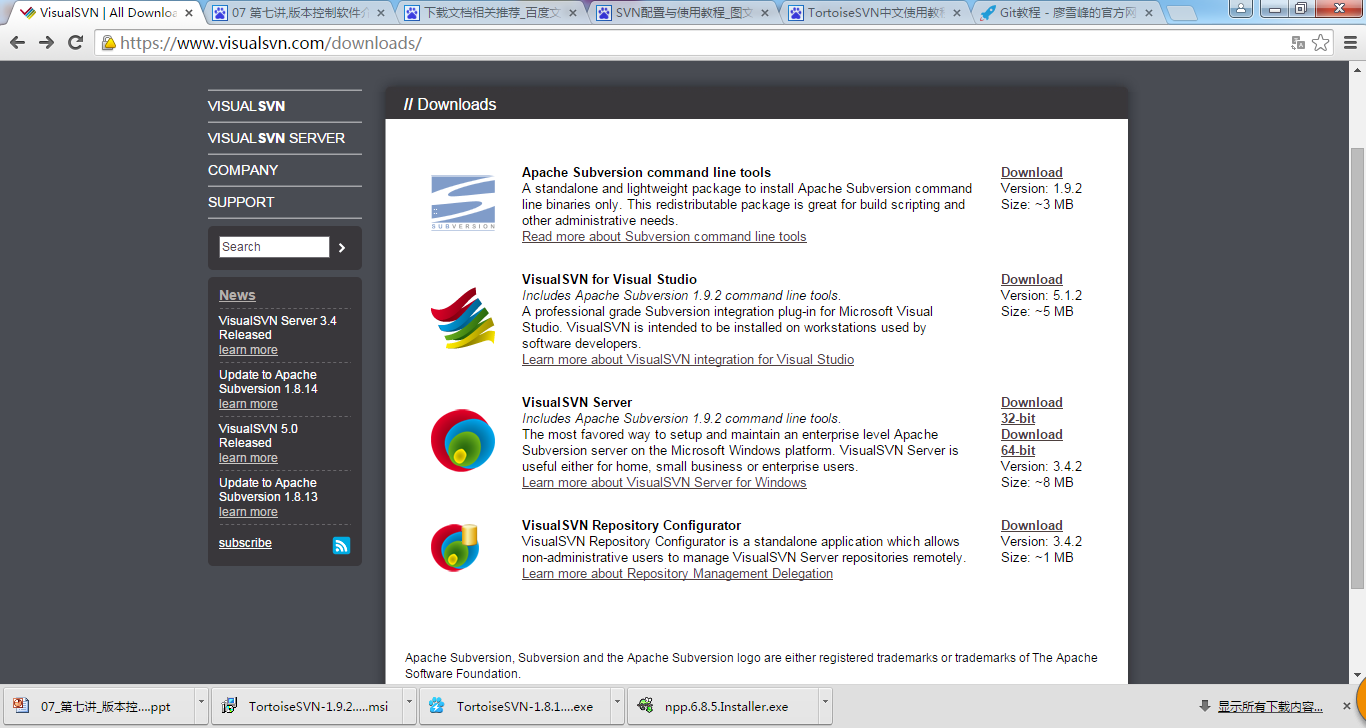 VisualSVN | All Downloa
07 第七讲,版本控制软件介
下载文档相关推荐_百度文
SVN配置与使用教程_图文
TortoiseSVN中文使用教程
Git教程 - 廖雪峰的官方网
https://www.visualsvn.com/downloads/
VISUALSVN
VISUALSVN SERVER
COMPANY
SUPPORT
Search
News
VisualSVN Server 3.4
Released
learn more
Update to Apache
Subversion 1.8.14
learn more
VisualSVN 5.0
Released
learn more
Update to Apache
Subversion 1.8.13
learn more
subscribe
// Downloads
SUBVERSION
Apache Subversion command line tools
A standalone and lightweight package to install Apache Subversion command
line binaries only. This redistributable package is great for build scripting and
other administrative needs.
Read more about Subversion command line tools
Download
Version: 1.9.2
Size: ~3 MB
VisualSVN for Visual Studio
Includes Apache Subversion 1.9.2 command line tools.
A professional grade Subversion integration plug-in for Microsoft Visual
Studio. VisualSVN is intended to be installed on workstations used by
software developers.
Learn more about VisualSVN integration for Visual Studio
Download
Version: 5.1.2
Size: ~5 MB
VisualSVN Server
Includes Apache Subversion 1.9.2 command line tools.
The most favored way to setup and maintain an enterprise level Apache
Subversion server on the Microsoft Windows platform. VisualSVN Server is
useful either for home, small business or enterprise users.
Learn more about VisualSVN Server for Windows
Download
32-bit
Download
64-bit
Version: 3.4.2
Size: ~8 MB
VisualSVN Repository Configurator
VisualSVN Repository Configurator is a standalone application which allows
non-administrative users to manage VisualSVN Server repositories remotely.
Learn more about Repository Management Delegation
Download
Version: 3.4.2
Size: ~1 MB
Apache Subversion, Subversion and the Apache Subversion logo are either registered trademarks or trademarks of The Apache
Software Foundation.
07_第七讲_版本控....ppt
TortoiseSVN-1.9.2.....msi
TortoiseSVN-1.8.1....exe
npp.6.8.5.Installer.exe
显示所有下载内容...